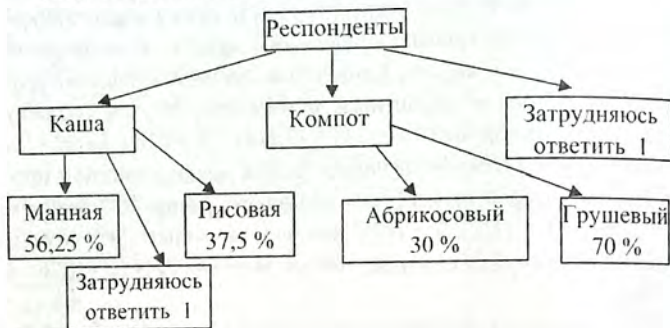 Респонденты
Каша
Компот
Затрудняюсь
ответить 1
Манная
56,25 %
Рисовая
37,5 %
Абрикосовый
30 %
Грушевый
70 %
Затрудняюсь
ответить 1